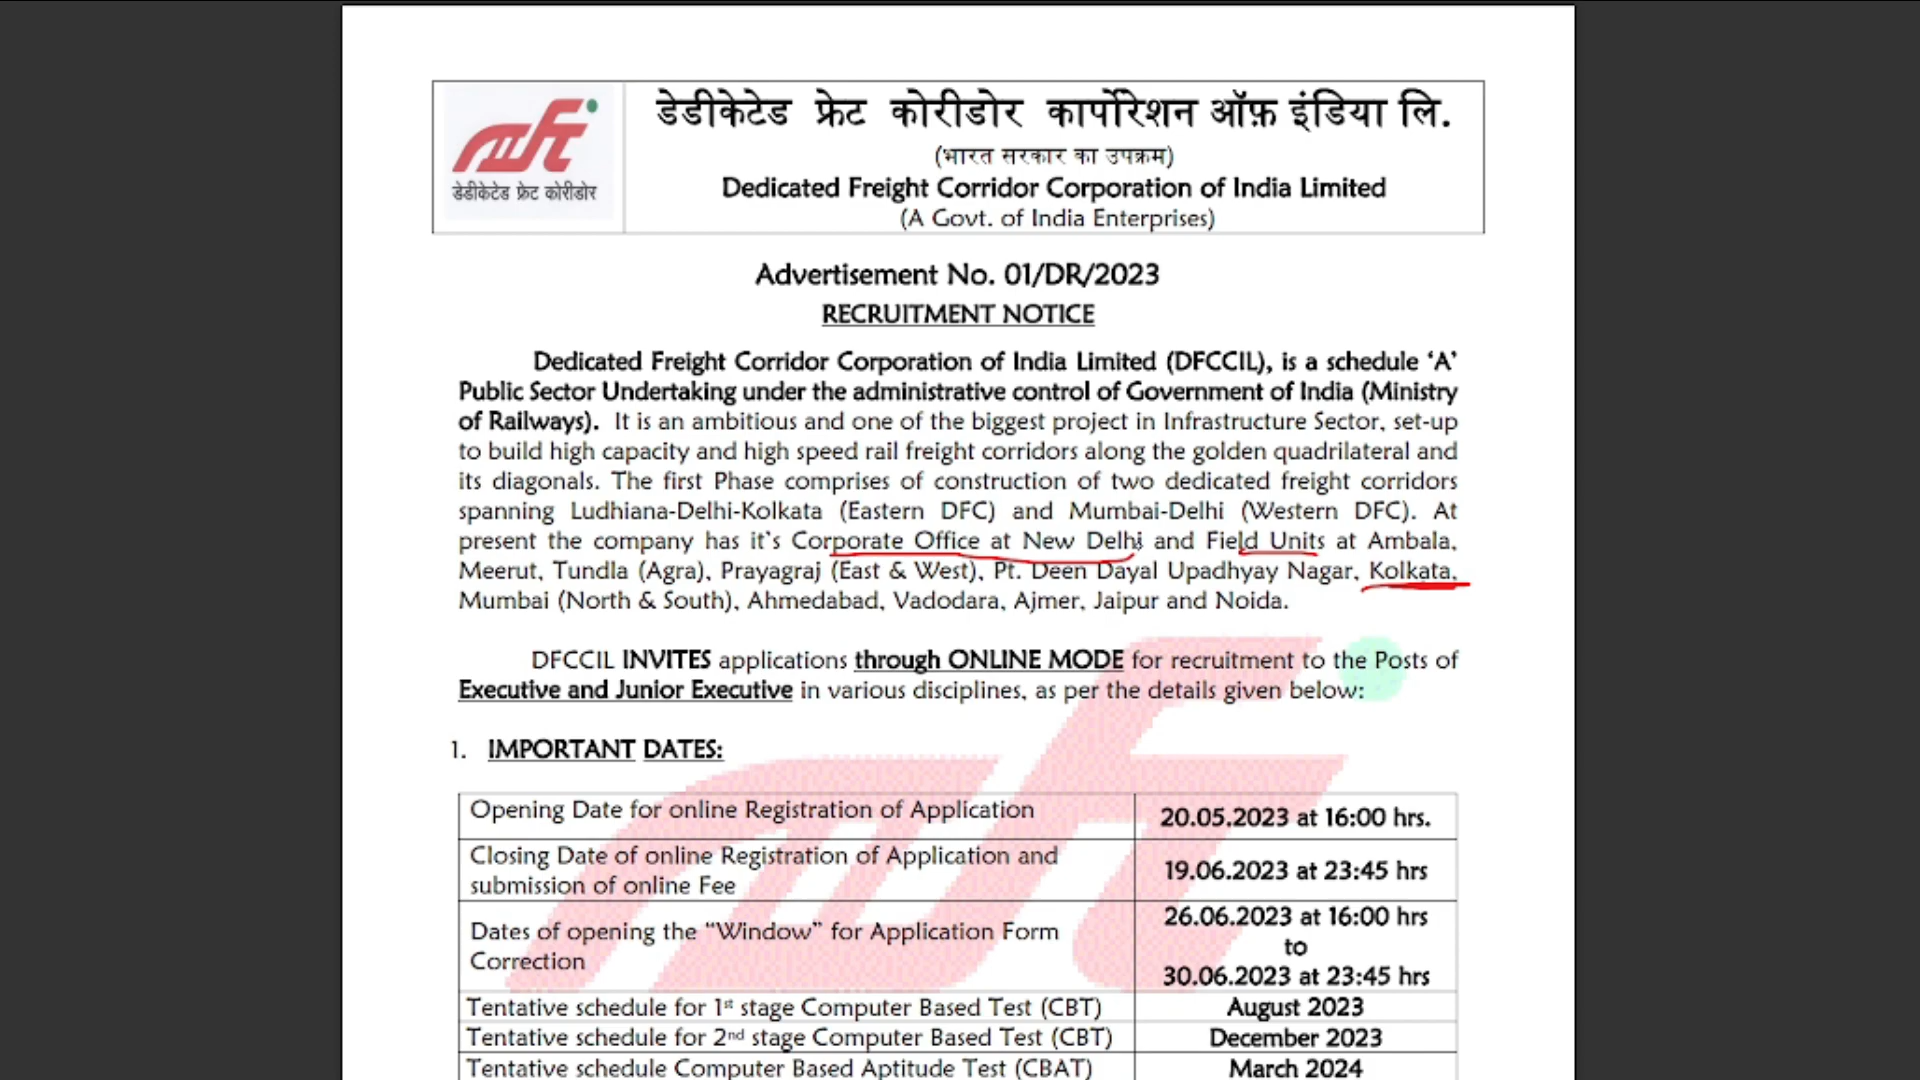 डेडीकेटेड फ्रेट कोरीडोर कार्पोरेशन ऑफ़ इंडिया लि.
(भारत सरकार का उपक्रम)
Dedicated Freight Corridor Corporation of India Limited
(A Govt. of India Enterprises)
डेडीकेटेड फ्रेट कोरीडोर
Advertisement No. 01/DR/2023
RECRUITMENT NOTICE
Dedicated Freight Corridor Corporation of India Limited (DFCCIL), is a schedule ‘A’
Public Sector Undertaking under the administrative control of Government of India (Ministry
of Railways). It is an ambitious and one of the biggest project in Infrastructure Sector, set-up
to build high capacity and high speed rail freight corridors along the golden quadrilateral and
its diagonals. The first Phase comprises of construction of two dedicated freight corridors
spanning Ludhiana-Delhi-Kolkata (Eastern DFC) and Mumbai-Delhi (Western DFC). At
present the company has it's Corporate Office at New Delhi and Field Units at Ambala,
Meerut, Tundla (Agra), Prayagraj (East & West), Pt. Deen Dayal Upadhyay Nagar, Kolkata,
Mumbai (North & South), Ahmedabad, Vadodara, Ajmer, Jaipur and Noida.
DFCCIL INVITES applications through ONLINE MODE for recruitment to the Posts of
Executive and Junior Executive in various disciplines, as per the details given below:
1. IMPORTANT DATES:
Opening Date for online Registration of Application 20.05.2023 at 16:00 hrs.
Closing Date of online Registration of Application and
submission of online Fee
19.06.2023 at 23:45 hrs
Dates of opening the “Window” for Application Form
Correction
26.06.2023 at 16:00 hrs
to
30.06.2023 at 23:45 hrs
Tentative schedule for 1st stage Computer Based Test (CBT) August 2023
Tentative schedule for 2nd stage Computer Based Test (CBT) December 2023
Tentative schedule Computer Based Aptitude Test (CBAT) March 2024